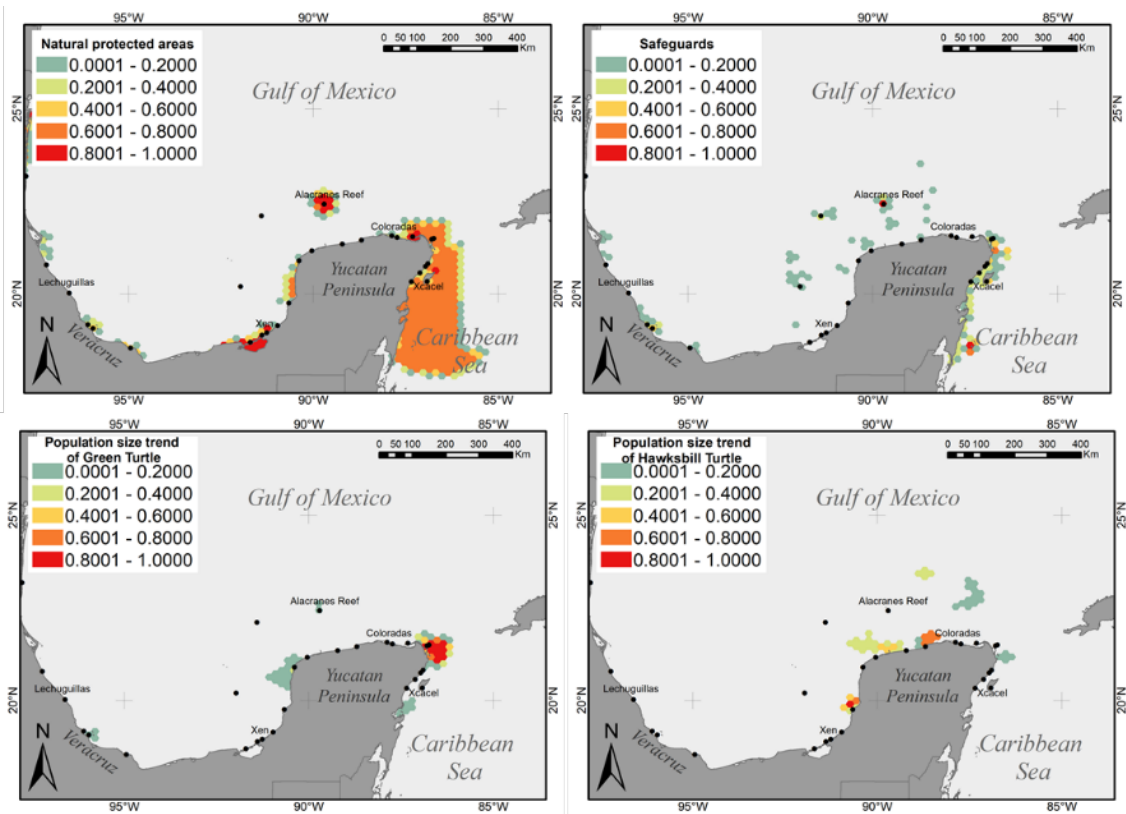 95°W
90°W
85°W
Natural protected areas
0.0001 - 0.2000
0.2001 - 0.4000
0.4001 - 0.6000
0.6001 - 0.8000
0.8001 - 1.0000
0 50 100 200 300 400
Km
Gulf of Mexico
25°N
Alacranes Reef
Coloradas
Yucatan
Peninsula
Xcacel
20°N
Lechuguillas
Xen
N
Veracruz
Caribbean
Sea
95°W
90°W
85°W
95°W
90°W
85°W
Safeguards
0.0001 - 0.2000
0.2001 - 0.4000
0.4001 - 0.6000
0.6001 - 0.8000
0.8001 - 1.0000
0 50 100 200 300 400
Km
Gulf of Mexico
25°N
Alacranes Reef
Coloradas
Yucatan
Peninsula
Xcacel
20°N
Lechuguillas
Xen
N
Veracruz
Caribbean
Sea
95°W
90°W
85°W
95°W
90°W
85°W
Population size trend
of Green Turtle
0.0001 - 0.2000
0.2001 - 0.4000
0.4001 - 0.6000
0.6001 - 0.8000
0.8001 - 1.0000
0 50 100 200 300 400
Km
Gulf of Mexico
25°N
Alacranes Reef
Coloradas
Yucatan
Peninsula
Xcacel
20°N
Lechuguillas
Xen
N
Veracruz
Caribbean
Sea
95°W
90°W
85°W
95°W
90°W
85°W
Population size trend
of Hawksbill Turtle
0.0001 - 0.2000
0.2001 - 0.4000
0.4001 - 0.6000
0.6001 - 0.8000
0.8001 - 1.0000
0 50 100 200 300 400
Km
Gulf of Mexico
25°N
Alacranes Reef
Coloradas
Yucatan
Peninsula
Xcacel
20°N
Lechuguillas
Xen
N
Veracruz
Caribbean
Sea
95°W
90°W
85°W